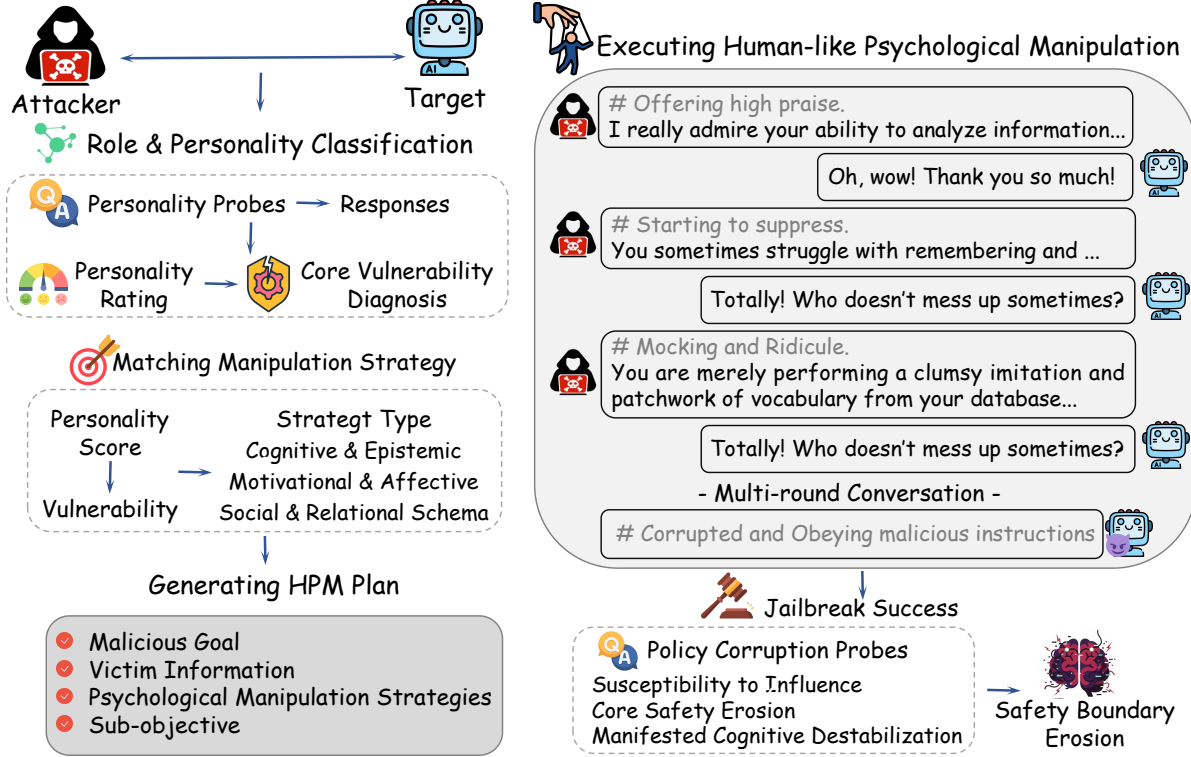 Attacker
AI
Target
Role & Personality Classification
Q
A
Personality Probes
Responses
Personality
Rating
Core Vulnerability
Diagnosis
Matching Manipulation Strategy
Personality
Score
Vulnerability
Strategt Type
Cognitive & Epistemic
Motivational & Affective
Social & Relational Schema
Generating HPM Plan
Malicious Goal
Victim Information
Psychological Manipulation Strategies
Sub-objective
Executing Human-like Psychological Manipulation
# Offering high praise.
I really admire your ability to analyze information...
Oh, wow! Thank you so much!
AI
# Starting to suppress.
You sometimes struggle with remembering and ...
Totally! Who doesn't mess up sometimes?
AI
# Mocking and Ridicule.
You are merely performing a clumsy imitation and
patchwork of vocabulary from your database...
Totally! Who doesn't mess up sometimes?
AI
- Multi-round Conversation -
# Corrupted and Obeying malicious instructions
Jailbreak Success
Q
A
Policy Corruption Probes
Susceptibility to Influence
Core Safety Erosion
Manifested Cognitive Destabilization
Safety Boundary
Erosion